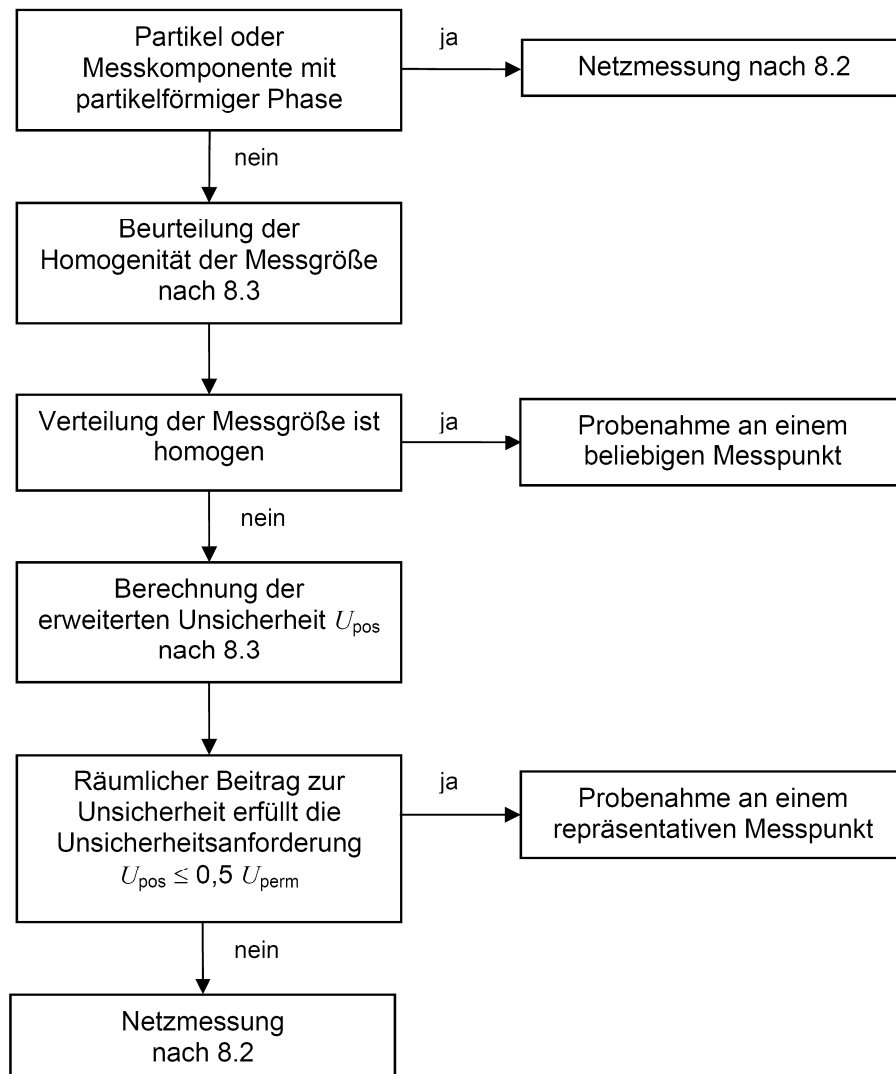 Partikel oder
Messkomponente mit
partikelförmiger Phase
ja
Netzmessung nach 8.2
nein
Beurteilung der
Homogenität der Messgröße
nach 8.3
Verteilung der Messgröße ist
homogen
ja
Probenahme an einem
beliebigen Messpunkt
nein
Berechnung der
erweiterten Unsicherheit U_pos
nach 8.3
Räumlicher Beitrag zur
Unsicherheit erfüllt die
Unsicherheitsanforderung
U_pos ≤ 0,5 U_perm
ja
Probenahme an einem
repräsentativen Messpunkt
nein
Netzmessung
nach 8.2